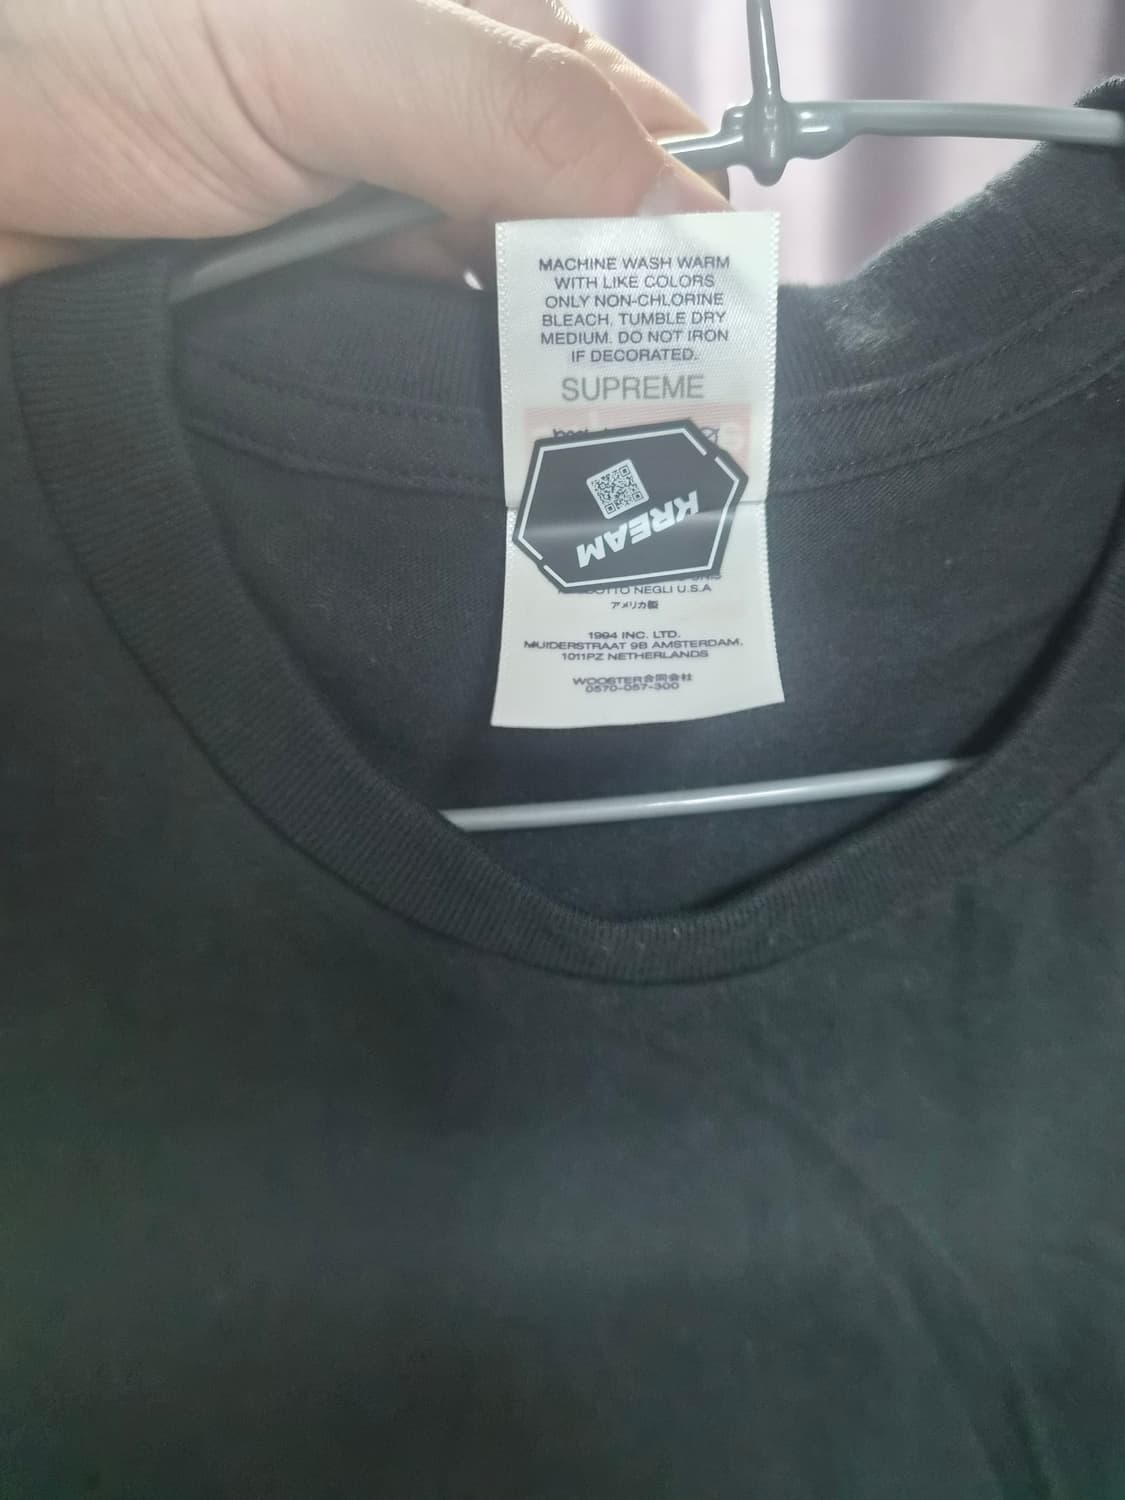 MACHINE WASH WARM
WITH LIKE COLORS
ONLY NON-CHLORINE
BLEACH, TUMBLE DRY
MEDIUM. DO NOT IRON
IF DECORATED.
SUPREME
KREAM
NEGLI U.S.A
アメリカ製
1994 INC. LTD.
MUIDERSTRAAT 9B AMSTERDAM.
1011PZ NETHERLANDS
WOOSTER合同会社
0570-057-300